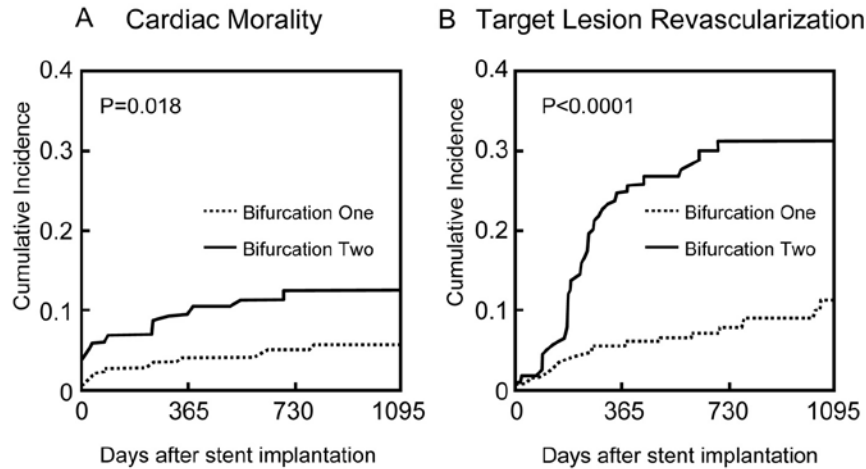 A Cardiac Morality
Cumulative Incidence
0.4
0.3
0.2
0.1
0
P=0.018
Bifurcation One
Bifurcation Two
0 365 730 1095
Days after stent implantation
B Target Lesion Revascularization
Cumulative Incidence
0.4
0.3
0.2
0.1
0
P<0.0001
Bifurcation One
Bifurcation Two
0 365 730 1095
Days after stent implantation